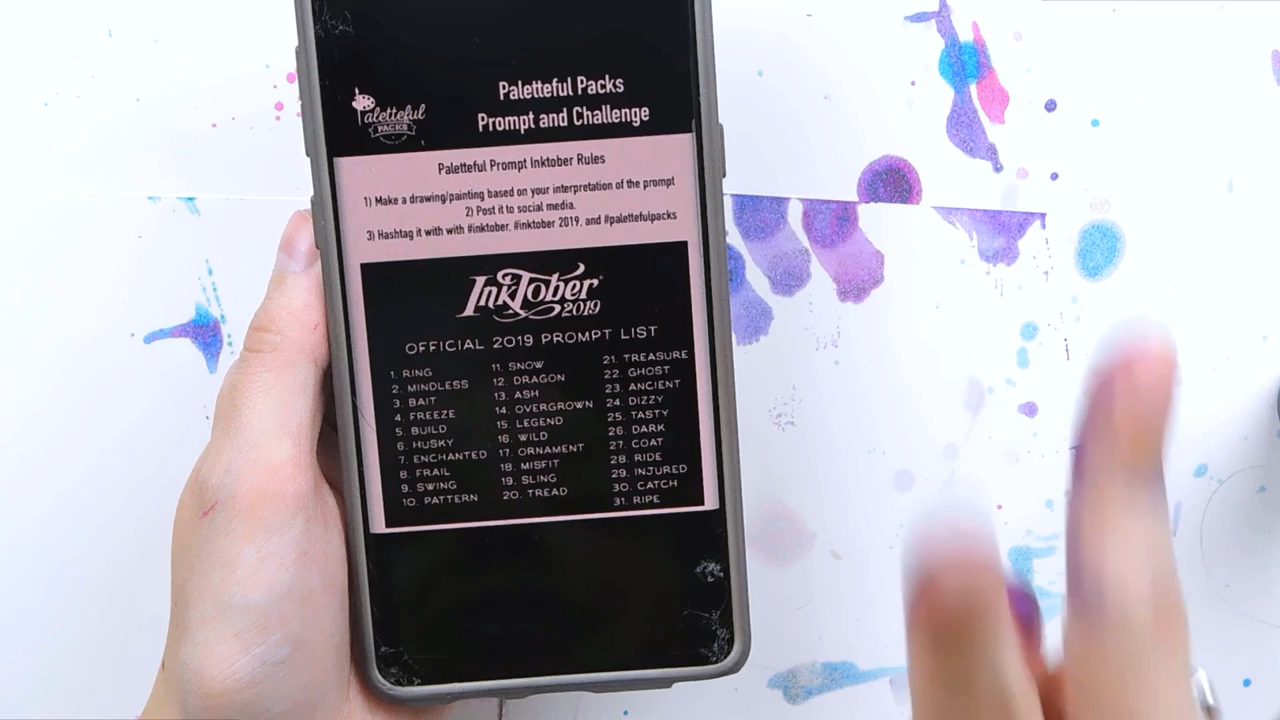 Paletteful
PACKS
Paletteful Packs
Prompt and Challenge
Paletteful Prompt Inktober Rules
1) Make a drawing/painting based on your interpretation of the prompt
2) Post it to social media.
3) Hashtag it with with #inktober, #inktober 2019, and #palettefulpacks
InkTober
2019
OFFICIAL 2019 PROMPT LIST
1. RING
2. MINDLESS
3. BAIT
4. FREEZE
5. BUILD
6. HUSKY
7. ENCHANTED
8. FRAIL
9. SWING
10. PATTERN
11. SNOW
12. DRAGON
13. ASH
14. OVERGROWN
15. LEGEND
16. WILD
17. ORNAMENT
18. MISFIT
19. SLING
20. TREAD
21. TREASURE
22. GHOST
23. ANCIENT
24. DIZZY
25. TASTY
26. DARK
27. COAT
28. RIDE
29. INJURED
30. CATCH
31. RIPE